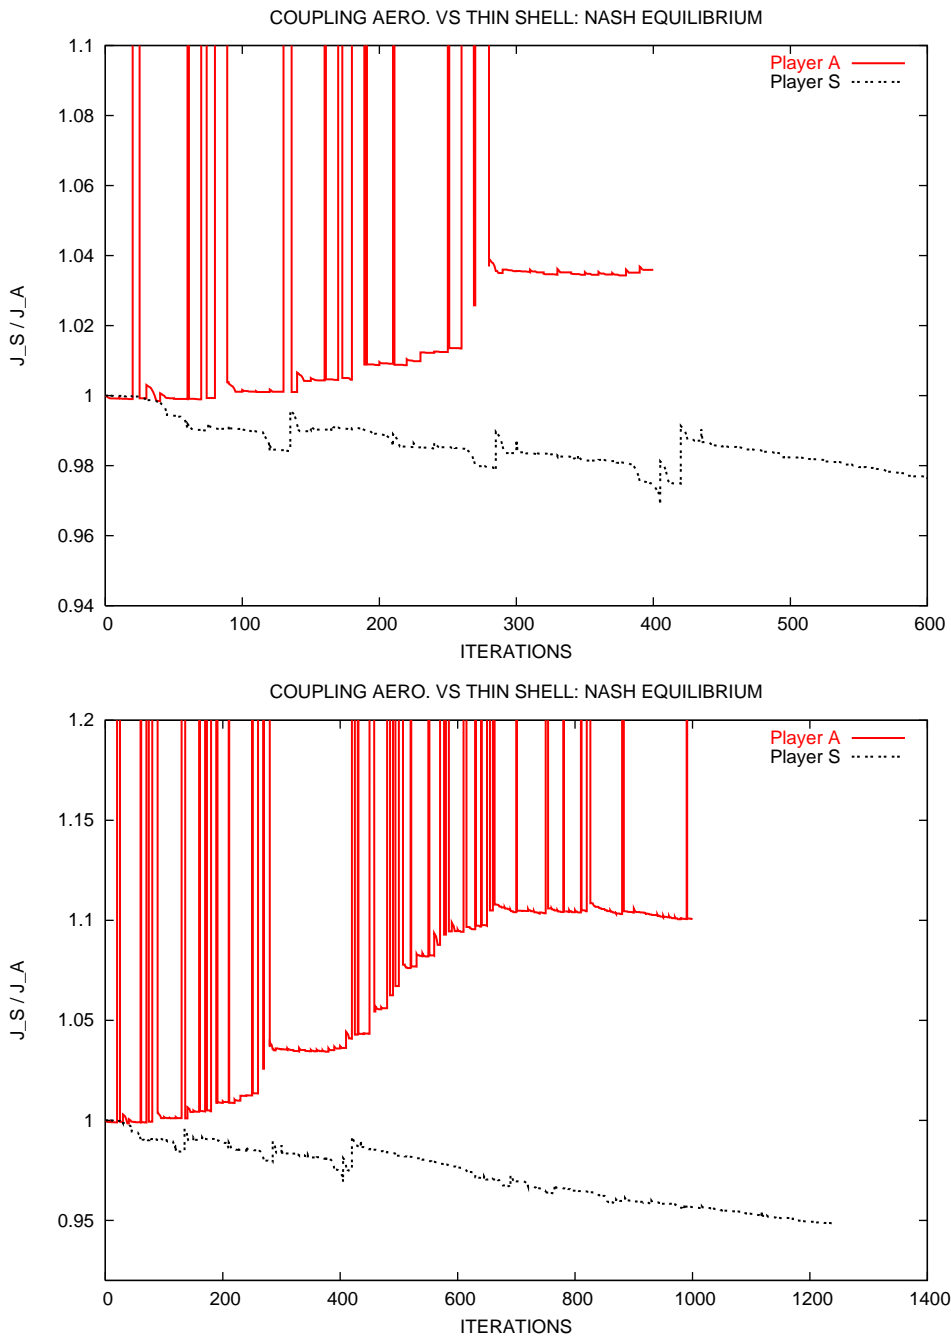 COUPLING AERO. VS THIN SHELL: NASH EQUILIBRIUM
1.1
Player A
Player S
1.08
1.06
1.04
1.02
1
0.98
0.96
0.94
J_S / J_A
0 100 200 300 400 500 600
ITERATIONS
COUPLING AERO. VS THIN SHELL: NASH EQUILIBRIUM
1.2
Player A
Player S
1.15
1.1
1.05
1
0.95
J_S / J_A
0 200 400 600 800 1000 1200 1400
ITERATIONS